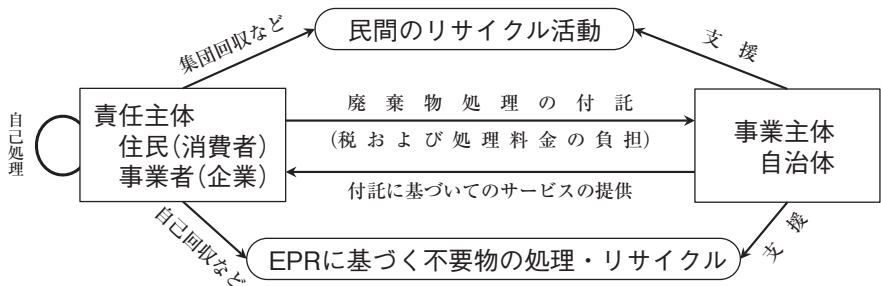 民間のリサイクル活動
集団回収など
支援
自己処理
責任主体
住民(消費者)
事業者(企業)
廃棄物処理の付託
(税および処理料金の負担)
付託に基づいてのサービスの提供
事業主体
自治体
自己回収など
支援
EPRに基づく不要物の処理・リサイクル